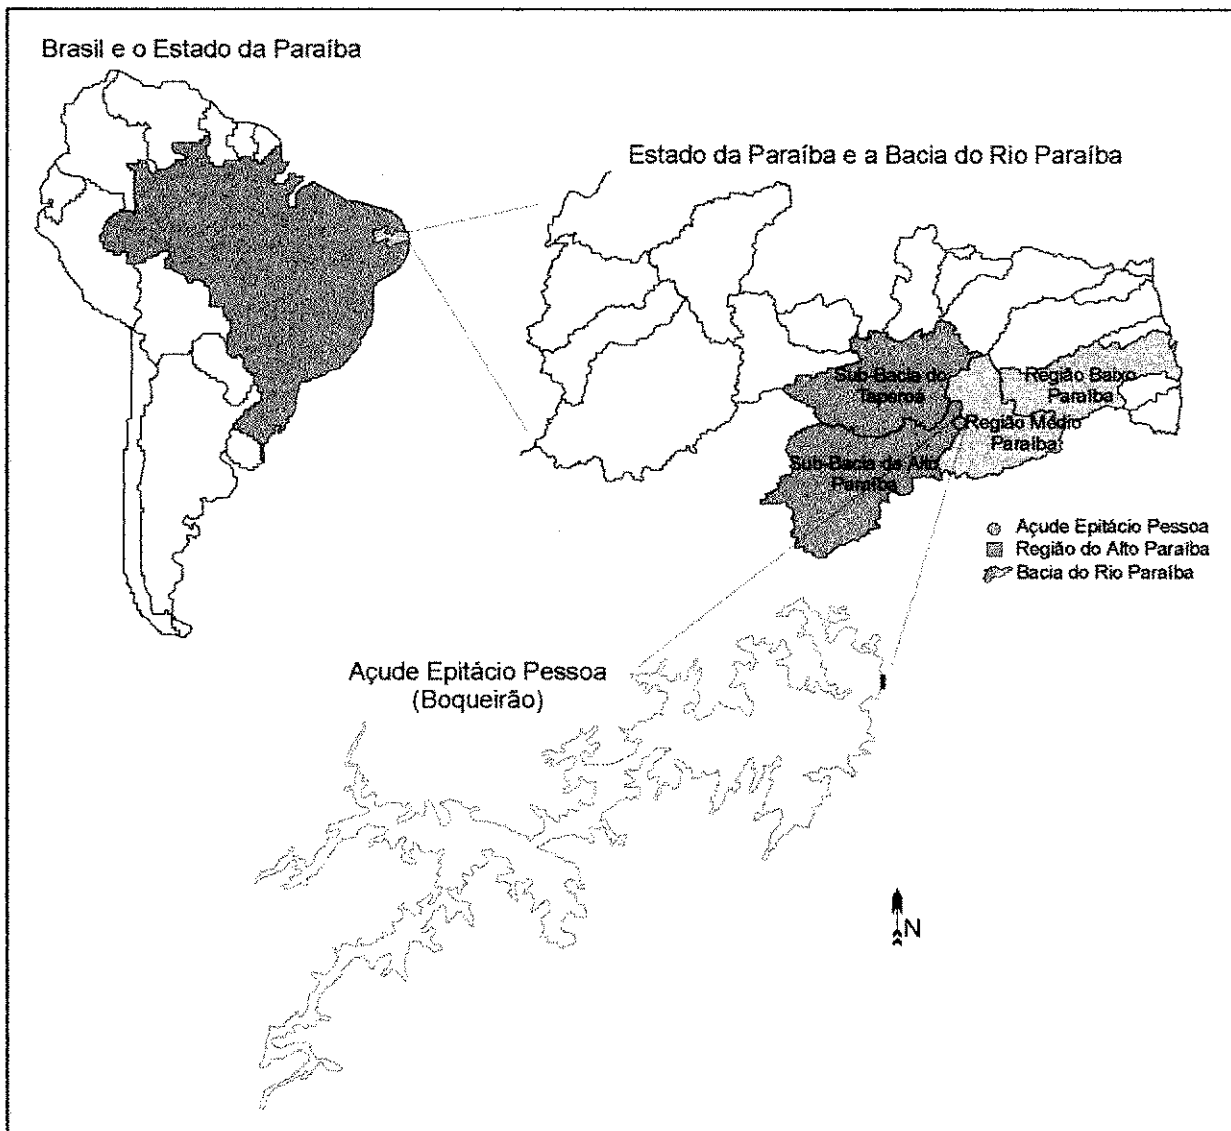 Brasil e o Estado da Paraíba
Estado da Paraíba e a Bacia do Rio Paraíba
Sub-Bacia do
Taperoá
Região Baixo
Paraíba
Região Médio
Paraíba
Sub-Bacia do Alto
Paraíba
Açude Epitácio Pessoa
Região do Alto Paraíba
Bacia do Rio Paraíba
Açude Epitácio Pessoa
(Boqueirão)
N